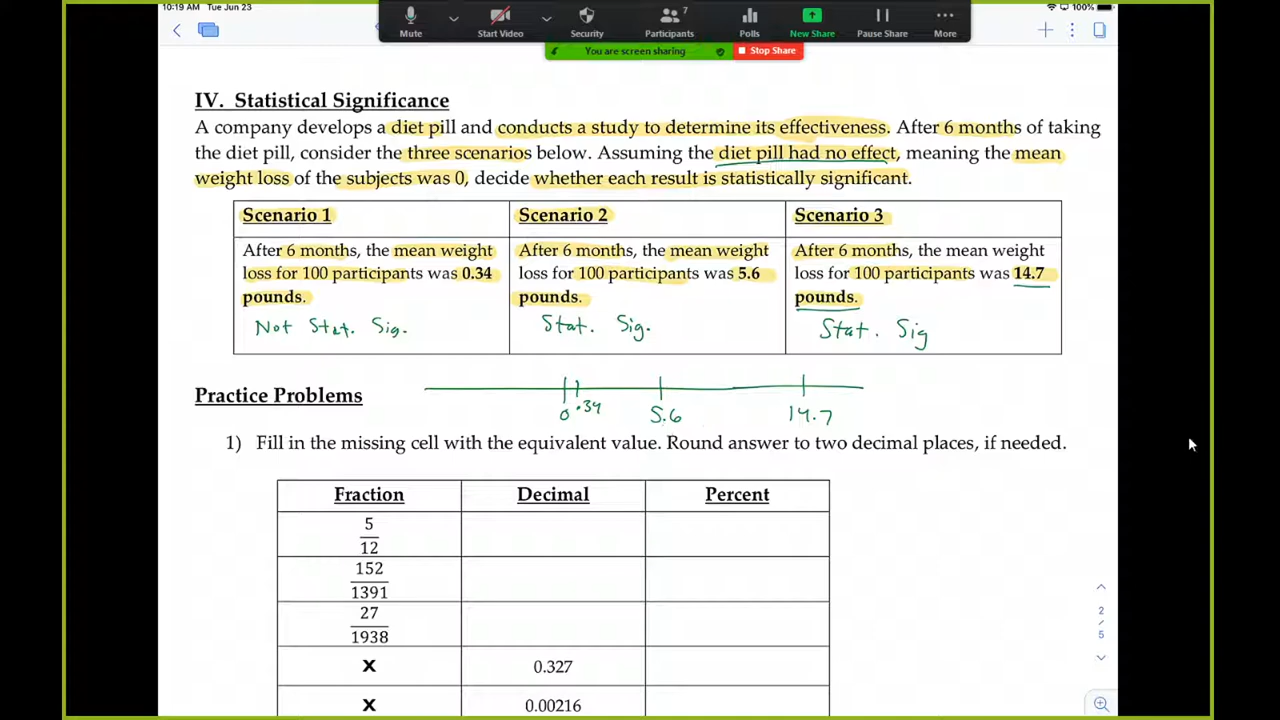 10:19 AM Tue Jun 23
100%
7
Mute
Start Video
Security
Participants
Polls
New Share
Pause Share
More
You are screen sharing
Stop Share
IV. Statistical Significance
A company develops a diet pill and conducts a study to determine its effectiveness. After 6 months of taking
the diet pill, consider the three scenarios below. Assuming the diet pill had no effect, meaning the mean
weight loss of the subjects was 0, decide whether each result is statistically significant.
Scenario 1
After 6 months, the mean weight
loss for 100 participants was 0.34
pounds.
Not Stat. Sig.
Scenario 2
After 6 months, the mean weight
loss for 100 participants was 5.6
pounds.
Stat. Sig.
Scenario 3
After 6 months, the mean weight
loss for 100 participants was 14.7
pounds.
Stat. Sig
0 .34 5.6 14.7
Practice Problems
1) Fill in the missing cell with the equivalent value. Round answer to two decimal places, if needed.
Fraction Decimal Percent
5
12
152
1391
27
1938
X 0.327
X 0.00216
2
/
5